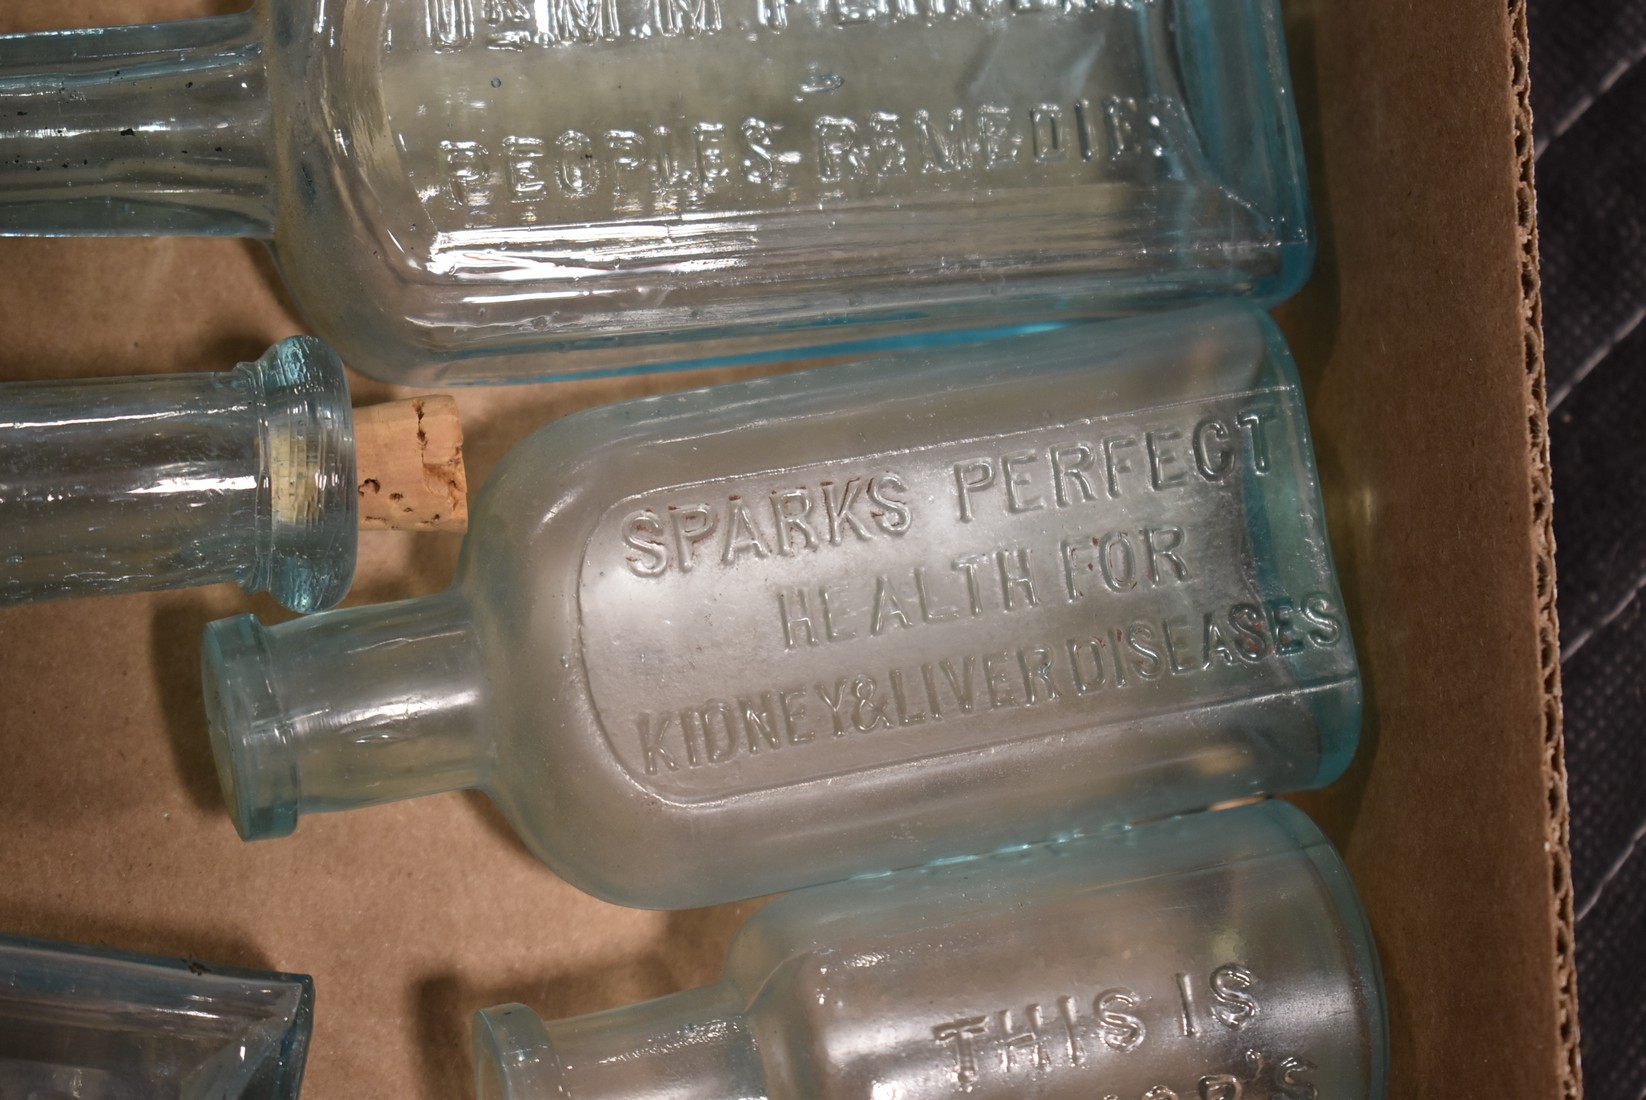 PEOPLES REMEDIES
SPARKS PERFECT
HEALTH FOR
KIDNEY&LIVER DISEASES
THIS IS